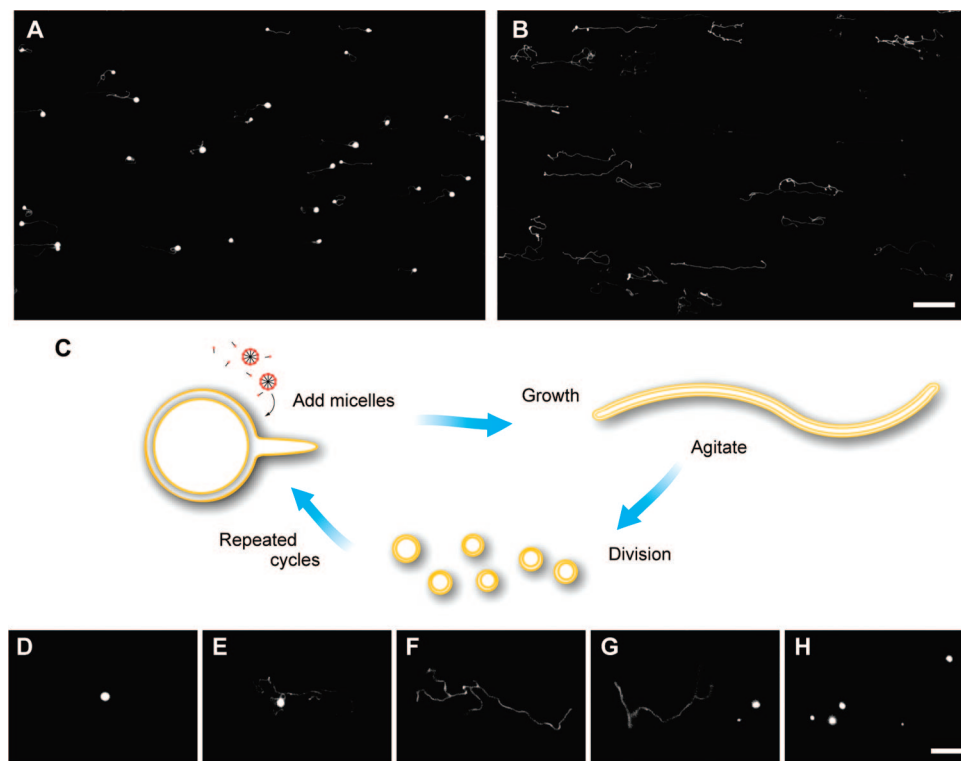 A
B
C
Add micelles
Growth
Agitate
Division
Repeated
cycles
D
E
F
G
H